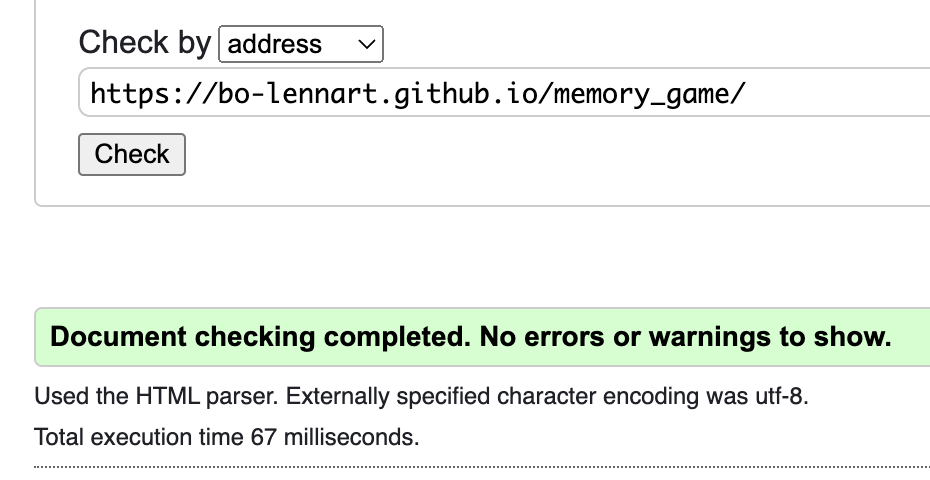 Check by address
https://bo-lennart.github.io/memory_game/
Check
Document checking completed. No errors or warnings to show.
Used the HTML parser. Externally specified character encoding was utf-8.
Total execution time 67 milliseconds.